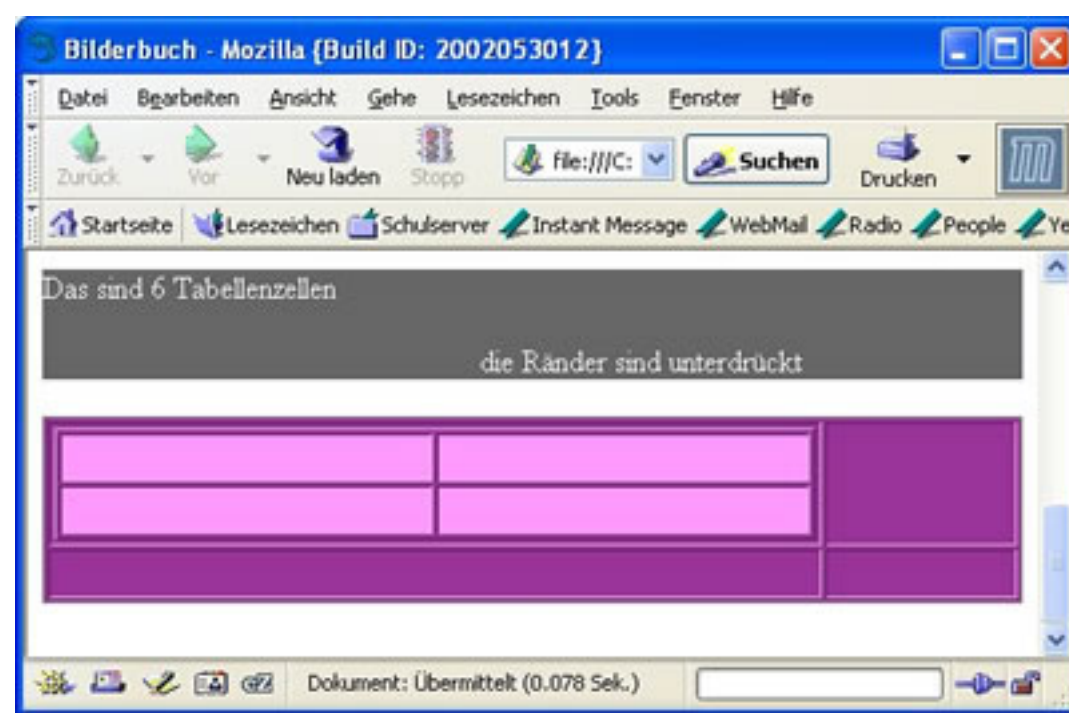 Bilderbuch - Mozilla {Build ID: 2002053012}
Datei Bearbeiten Ansicht Gehe Lesezeichen Tools Fenster Hilfe
Zurück Vor Neu laden Stopp file:///C: Suchen Drucken
Startseite Lesezeichen Schulserver Instant Message WebMail Radio People Ye
Das sind 6 Tabellenzellen
die Ränder sind unterdrückt
Dokument: Übermittelt (0.078 Sek.)